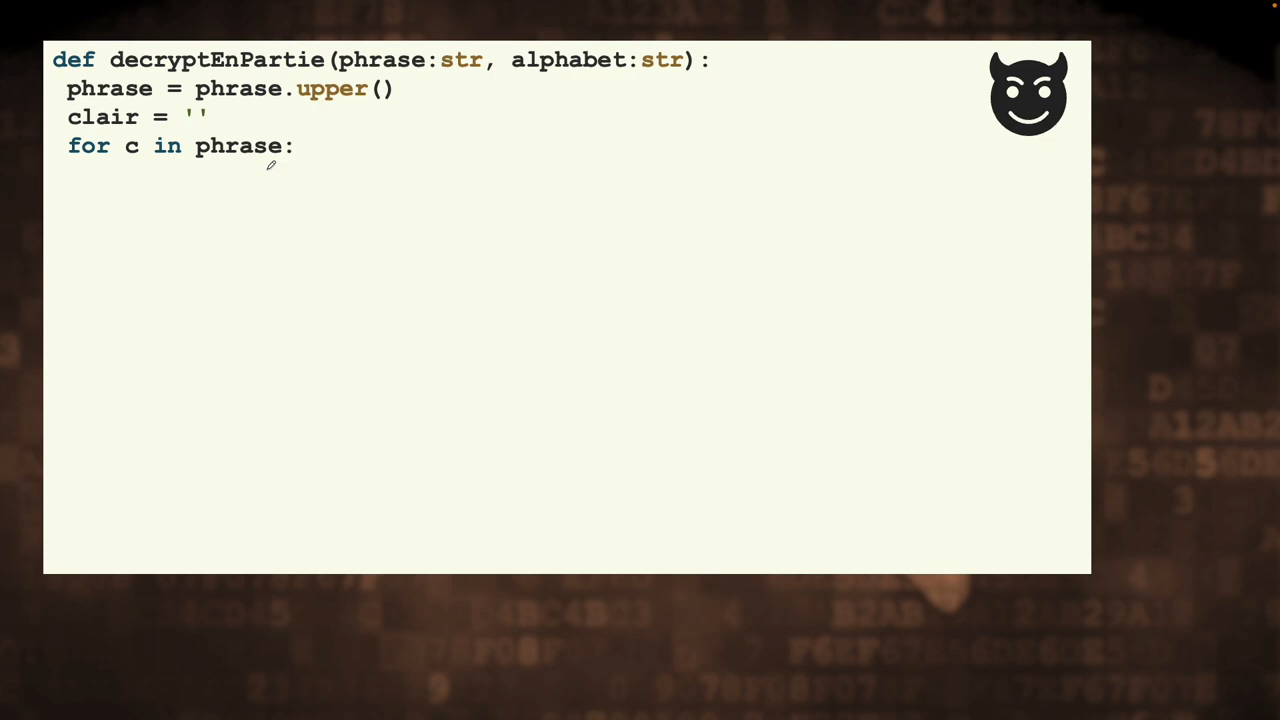 def decryptEnPartie(phrase:str, alphabet:str):
 phrase = phrase.upper()
 clair = ''
 for c in phrase: